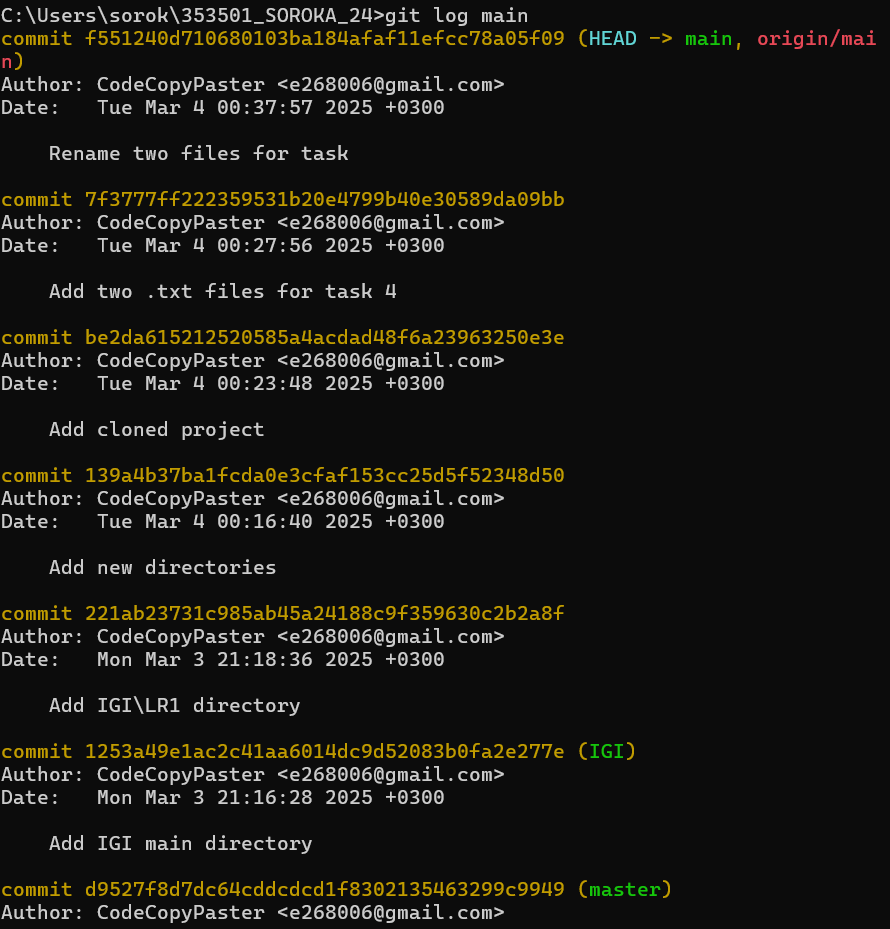 C:\Users\sorok\353501_SOROKA_24>git log main
commit f551240d710680103ba184afaf11efcc78a05f09 (HEAD -> main, origin/mai
n)
Author: CodeCopyPaster <e268006@gmail.com>
Date:   Tue Mar 4 00:37:57 2025 +0300
    Rename two files for task
commit 7f3777ff222359531b20e4799b40e30589da09bb
Author: CodeCopyPaster <e268006@gmail.com>
Date:   Tue Mar 4 00:27:56 2025 +0300
    Add two .txt files for task 4
commit be2da615212520585a4acdad48f6a23963250e3e
Author: CodeCopyPaster <e268006@gmail.com>
Date:   Tue Mar 4 00:23:48 2025 +0300
    Add cloned project
commit 139a4b37ba1fcda0e3cfaf153cc25d5f52348d50
Author: CodeCopyPaster <e268006@gmail.com>
Date:   Tue Mar 4 00:16:40 2025 +0300
    Add new directories
commit 221ab23731c985ab45a24188c9f359630c2b2a8f
Author: CodeCopyPaster <e268006@gmail.com>
Date:   Mon Mar 3 21:18:36 2025 +0300
    Add IGI\LR1 directory
commit 1253a49e1ac2c41aa6014dc9d52083b0fa2e277e (IGI)
Author: CodeCopyPaster <e268006@gmail.com>
Date:   Mon Mar 3 21:16:28 2025 +0300
    Add IGI main directory
commit d9527f8d7dc64cddcdcd1f8302135463299c9949 (master)
Author: CodeCopyPaster <e268006@gmail.com>